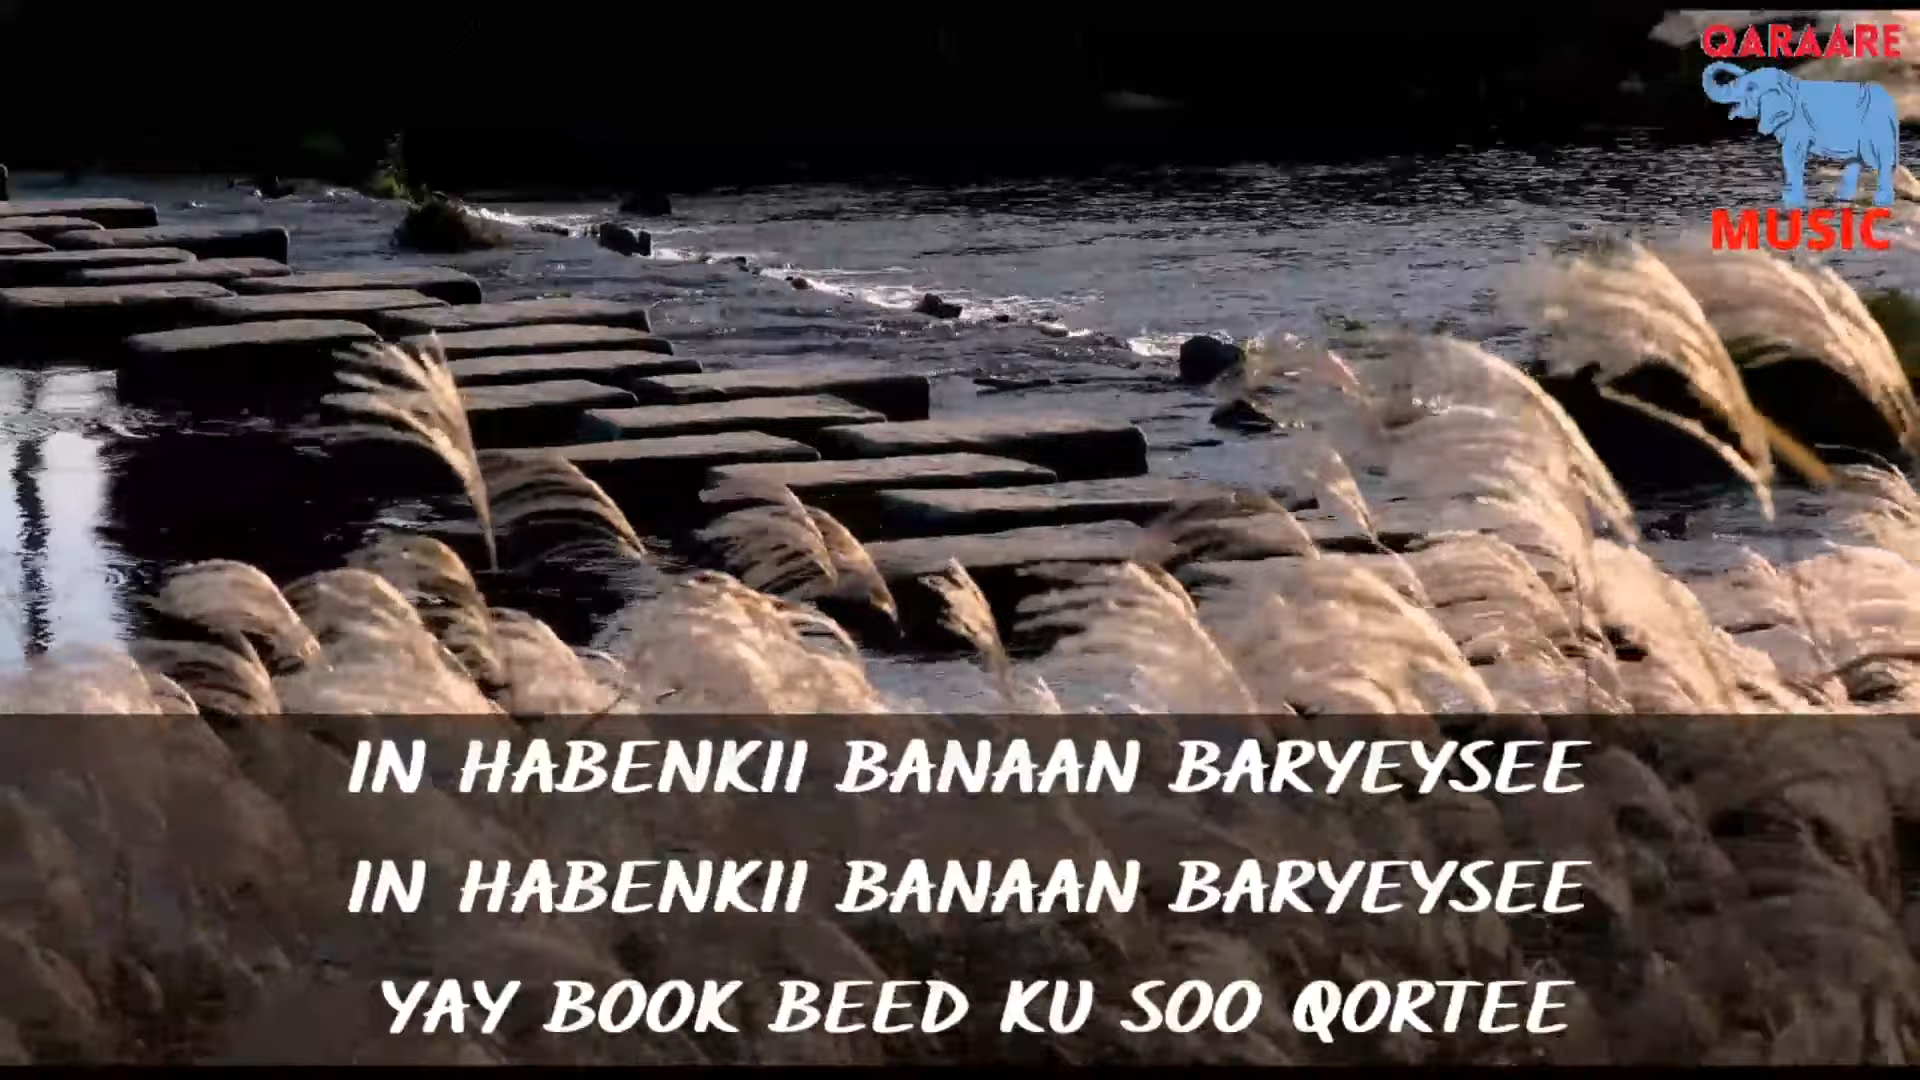 QARAARE
MUSIC
IN HABENKII BANAAN BARYEYSEE
IN HABENKII BANAAN BARYEYSEE
YAY BOOK BEED KU SOO QORTEE